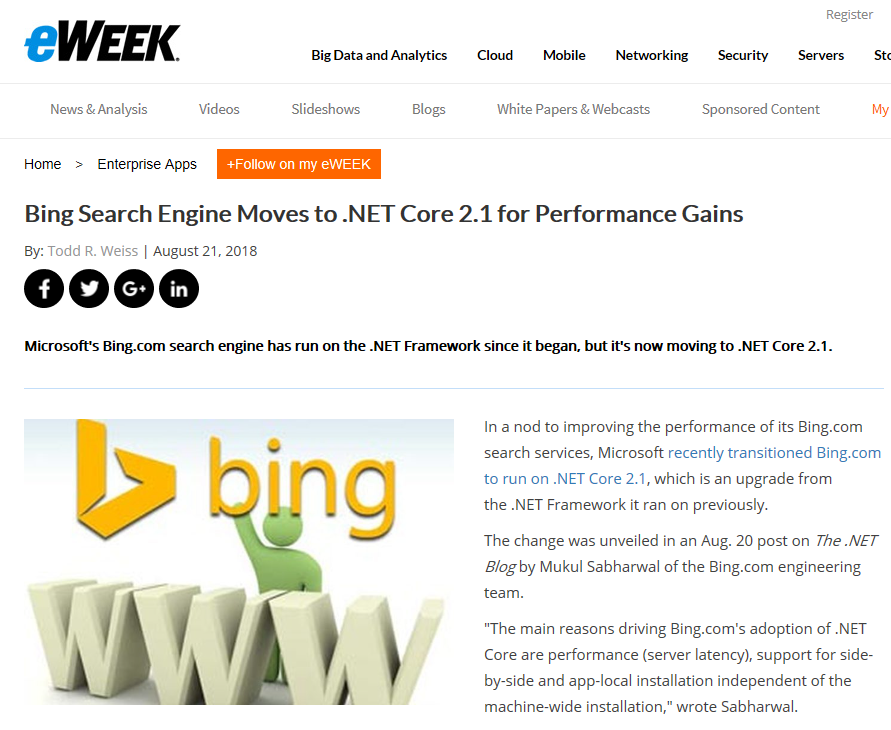 Register
eWEEK.
Big Data and Analytics Cloud Mobile Networking Security Servers Sto
News & Analysis Videos Slideshows Blogs White Papers & Webcasts Sponsored Content My
Home > Enterprise Apps +Follow on my eWEEK
Bing Search Engine Moves to .NET Core 2.1 for Performance Gains
By: Todd R. Weiss | August 21, 2018
f G+ in
Microsoft's Bing.com search engine has run on the .NET Framework since it began, but it's now moving to .NET Core 2.1.
bing
WWW
In a nod to improving the performance of its Bing.com
search services, Microsoft recently transitioned Bing.com
to run on .NET Core 2.1, which is an upgrade from
the .NET Framework it ran on previously.
The change was unveiled in an Aug. 20 post on The .NET
Blog by Mukul Sabharwal of the Bing.com engineering
team.
"The main reasons driving Bing.com's adoption of .NET
Core are performance (server latency), support for side-
by-side and app-local installation independent of the
machine-wide installation," wrote Sabharwal.